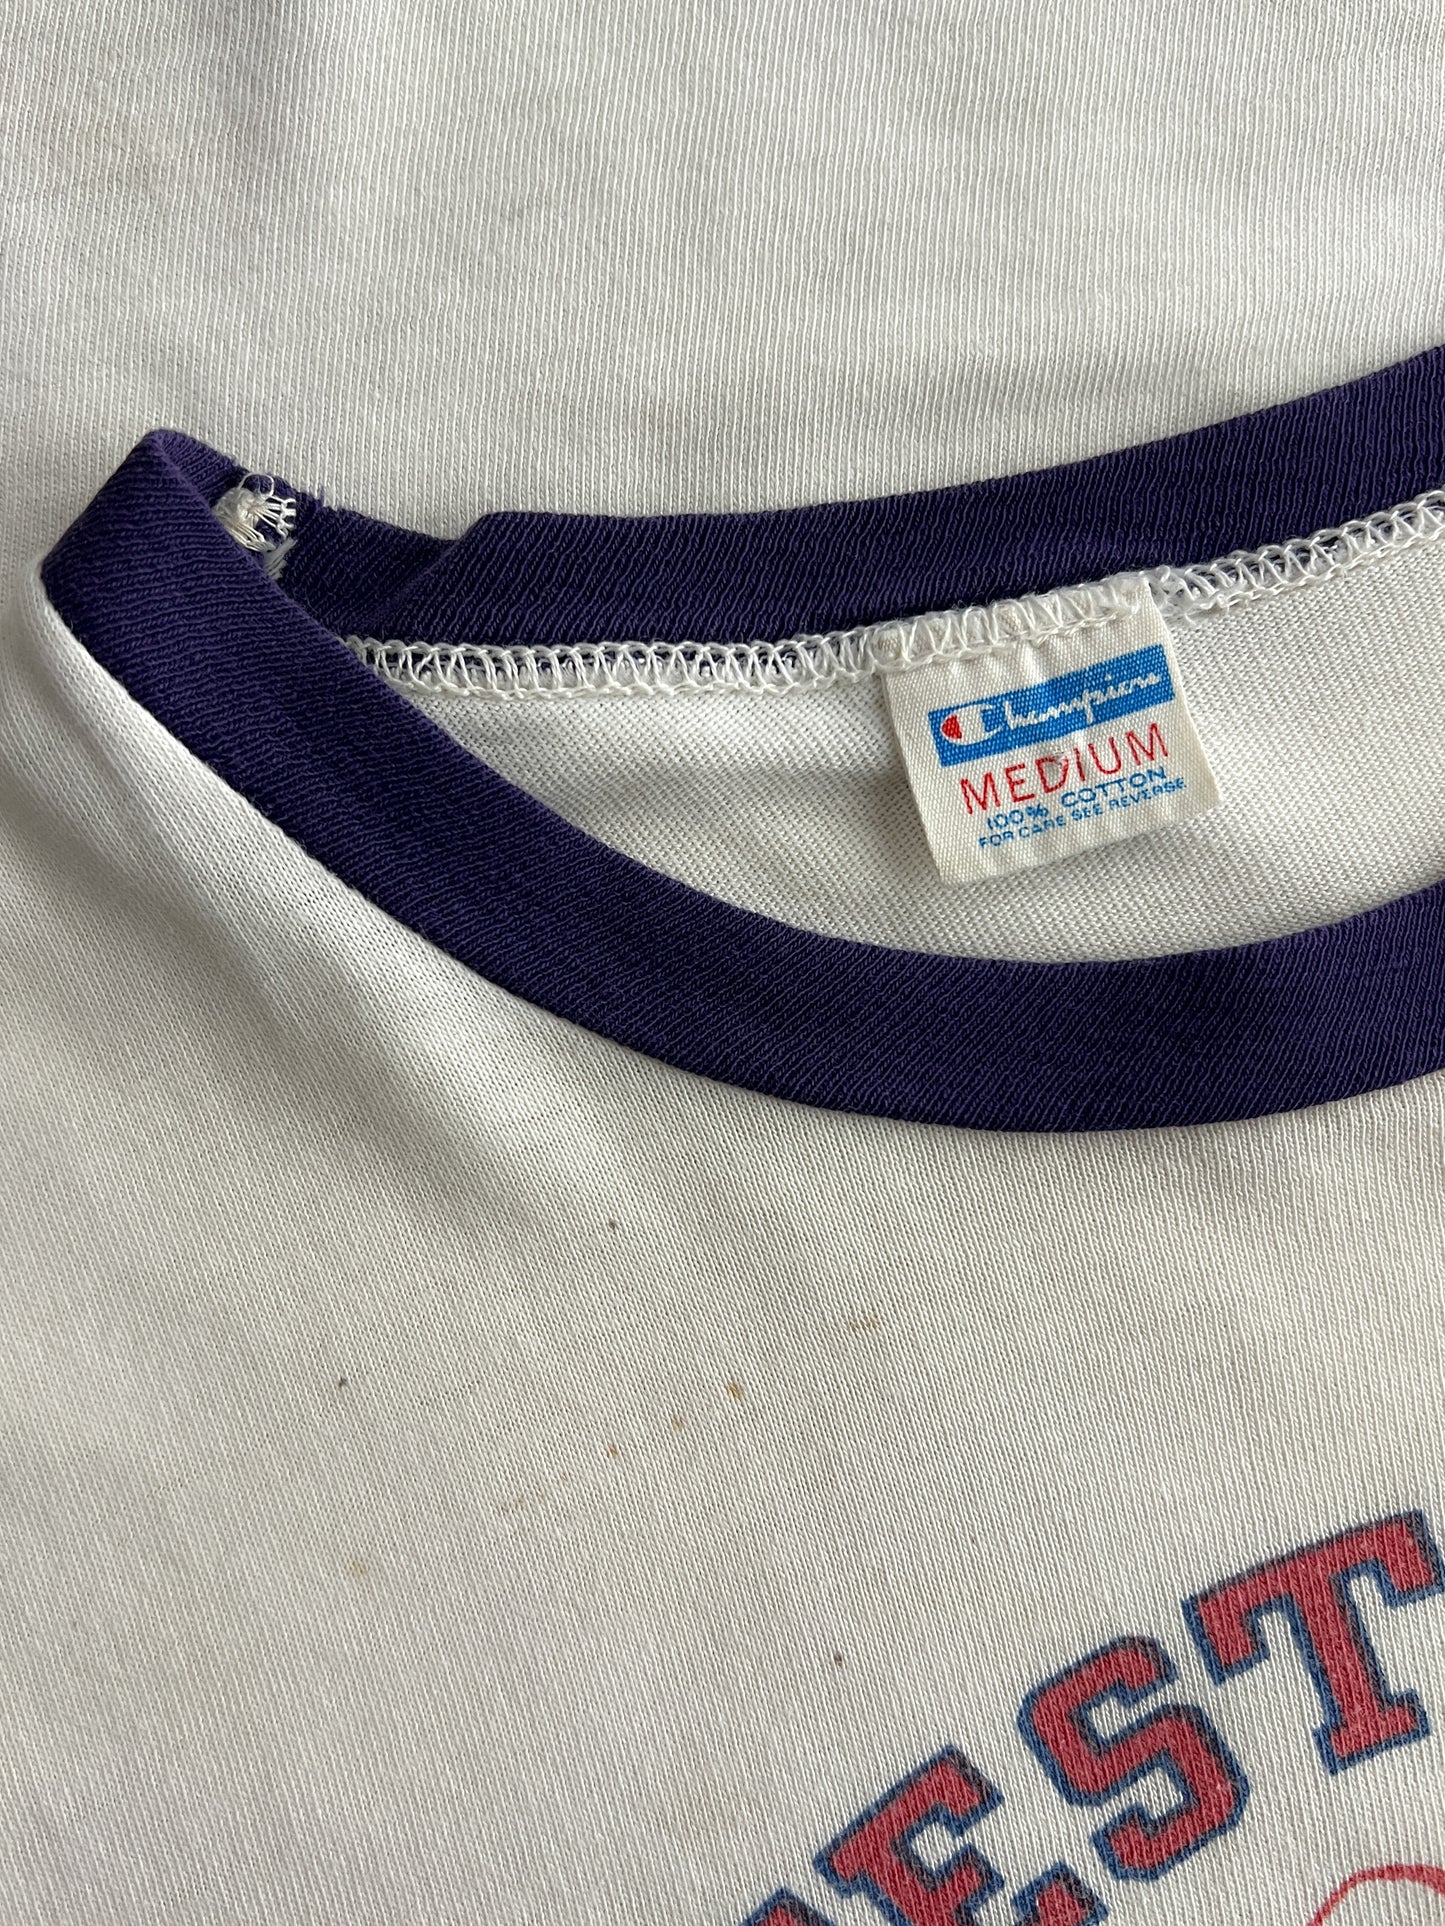 Champion
MEDIUM
100% COTTON
FOR CARE SEE REVERSE
EST